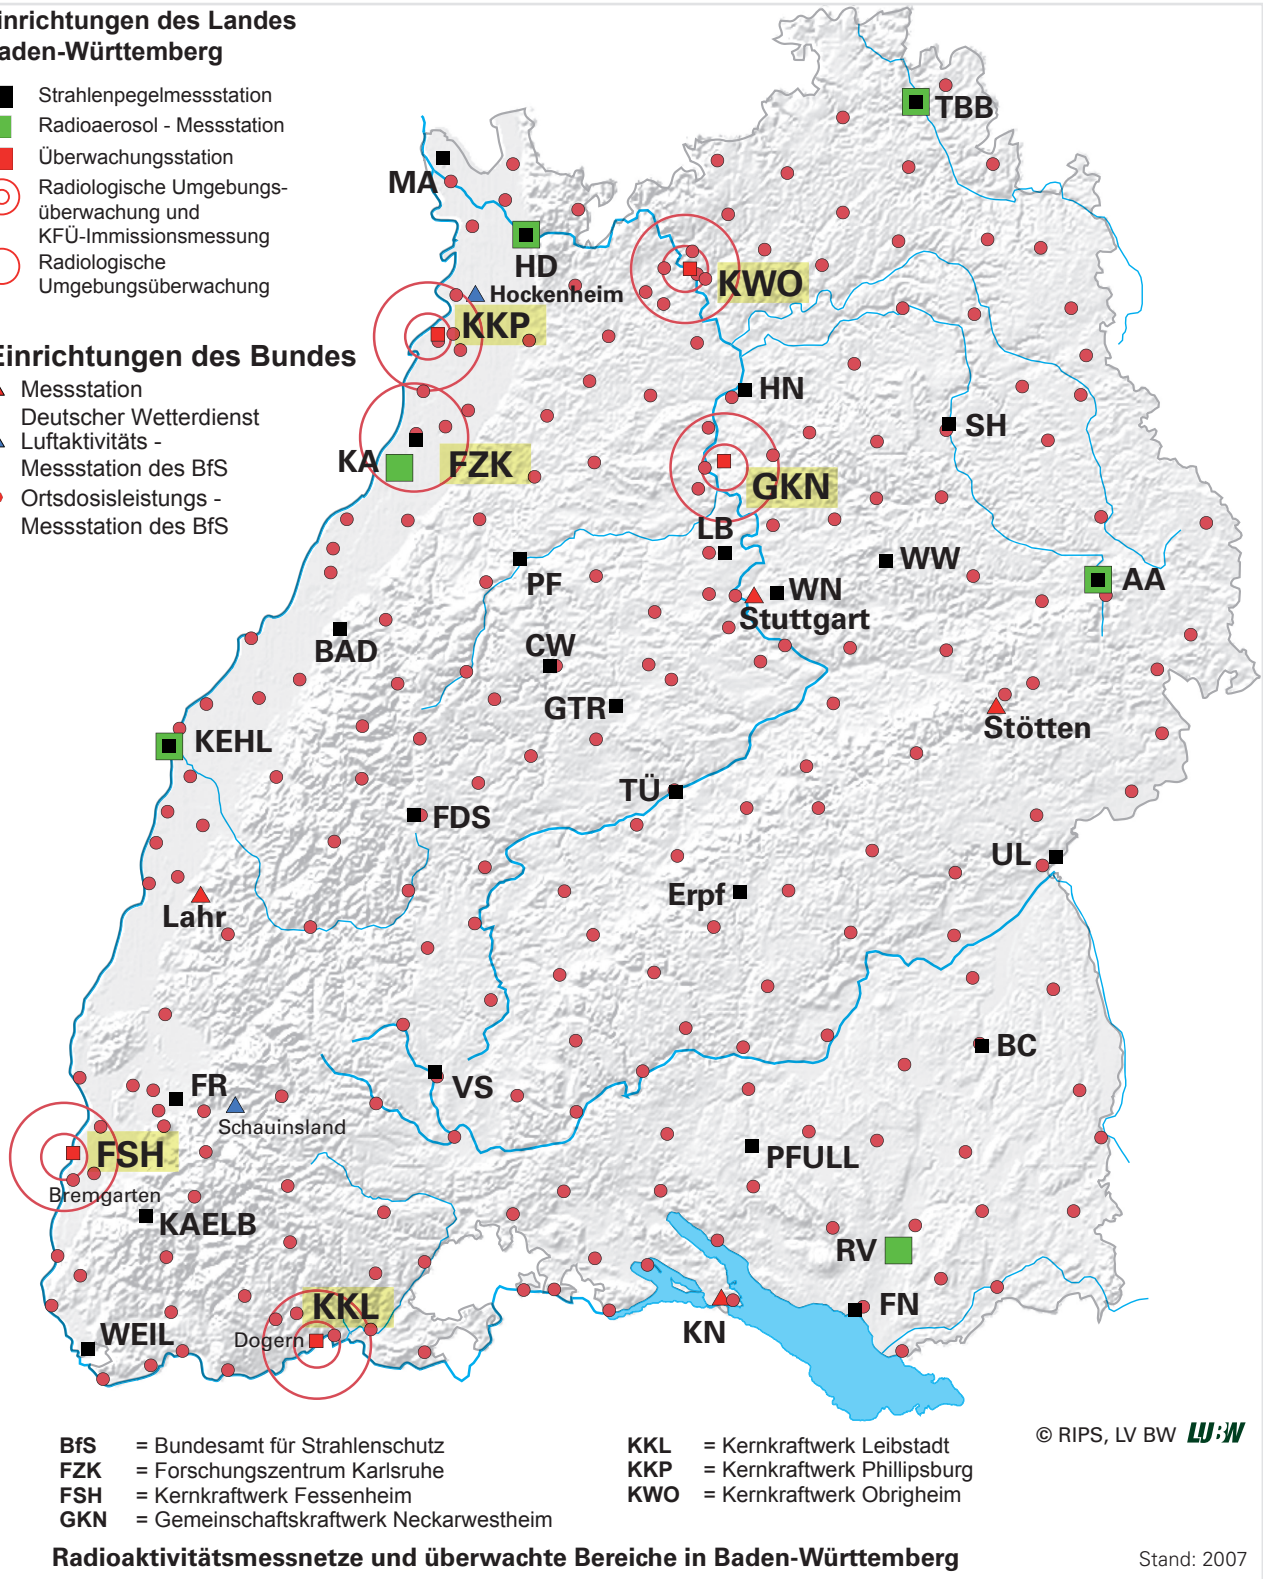 inrichtungen des Landes
aden-Württemberg
Strahlenpegelmessstation
Radioaerosol - Messstation
Überwachungsstation
Radiologische Umgebungs-
überwachung und
KFÜ-Immissionsmessung
Radiologische
Umgebungsüberwachung
Einrichtungen des Bundes
Messstation
Deutscher Wetterdienst
Luftaktivitäts -
Messstation des BfS
Ortsdosisleistungs -
Messstation des BfS
TBB
MA
HD
KWO
Hockenheim
KKP
HN
SH
KA
FZK
GKN
LB
WW
PF
WN
AA
Stuttgart
BAD
CW
GTR
Stötten
KEHL
TÜ
FDS
UL
Erpf
Lahr
BC
FR
VS
Schauinsland
FSH
PFULL
Bremgarten
KAELB
RV
KKL
FN
WEIL
Dogern
KN
© RIPS, LV BW LUBW
BfS = Bundesamt für Strahlenschutz
FZK = Forschungszentrum Karlsruhe
FSH = Kernkraftwerk Fessenheim
GKN = Gemeinschaftskraftwerk Neckarwestheim
KKL = Kernkraftwerk Leibstadt
KKP = Kernkraftwerk Phillipsburg
KWO = Kernkraftwerk Obrigheim
Radioaktivitätsmessnetze und überwachte Bereiche in Baden-Württemberg
Stand: 2007